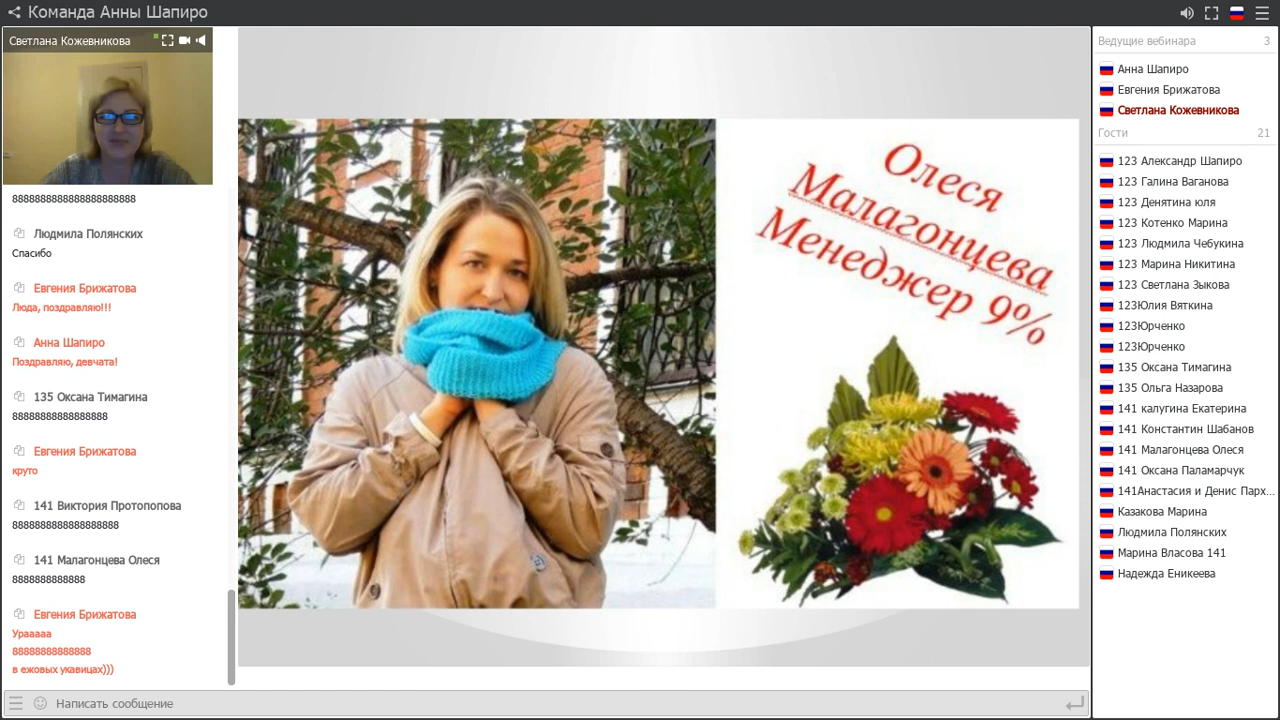 Команда Анны Шапиро
Светлана Кожевникова
88888888888888888888888
Людмила Полянских
Спасибо
Евгения Брижатова
Люда, поздравляю!!!
Анна Шапиро
Поздравляю, девчата!
135 Оксана Тимагина
88888888888888888
Евгения Брижатова
круто
141 Виктория Протопопова
8888888888888888888
141 Малагонцева Олеся
8888888888888
Евгения Брижатова
Урааааа
88888888888888
в ежовых укавицах)))
Написать сообщение
Олеся
Малагонцева
Менеджер 9%
Ведущие вебинара 3
Анна Шапиро
Евгения Брижатова
Светлана Кожевникова
Гости 21
123 Александр Шапиро
123 Галина Ваганова
123 Денятина юля
123 Котенко Марина
123 Людмила Чебукина
123 Марина Никитина
123 Светлана Зыкова
123Юлия Вяткина
123Юрченко
123Юрченко
135 Оксана Тимагина
135 Ольга Назарова
141 калугина Екатерина
141 Константин Шабанов
141 Малагонцева Олеся
141 Оксана Паламарчук
141Анастасия и Денис Парх...
Казакова Марина
Людмила Полянских
Марина Власова 141
Надежда Еникеева